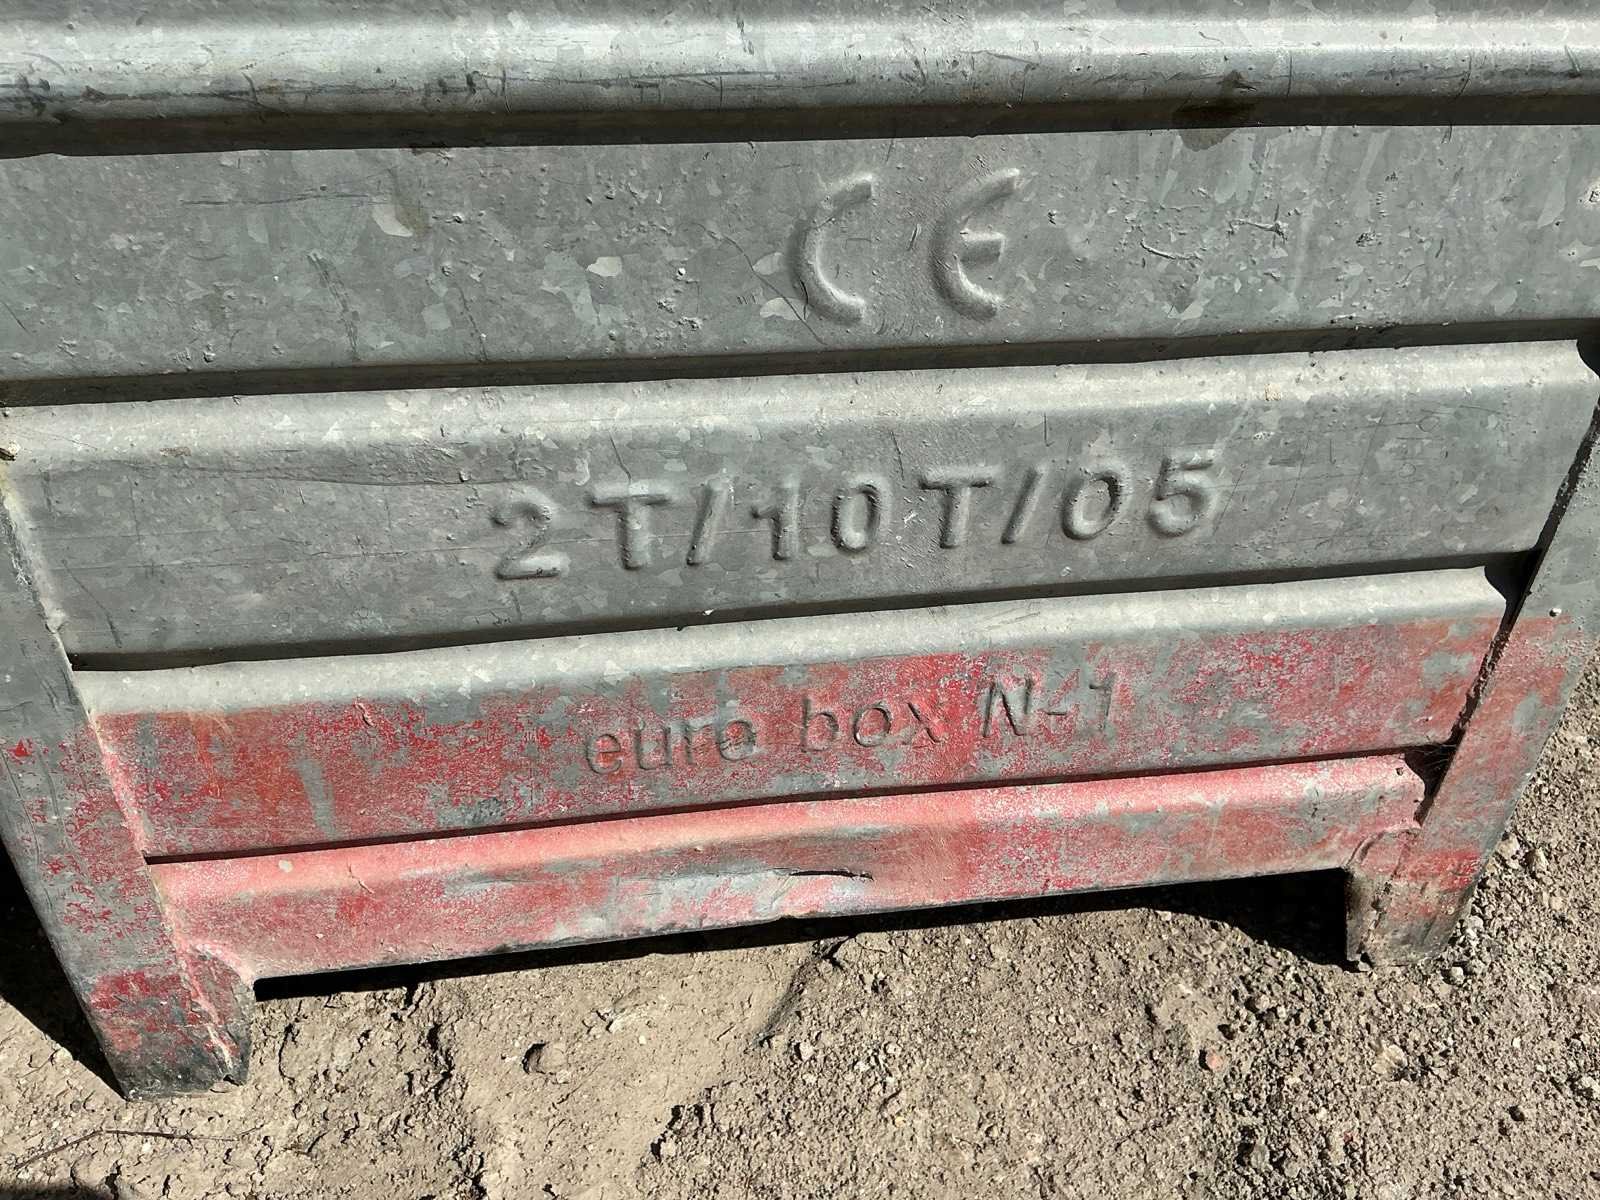 CE
2T/10T/05
euro box N-1